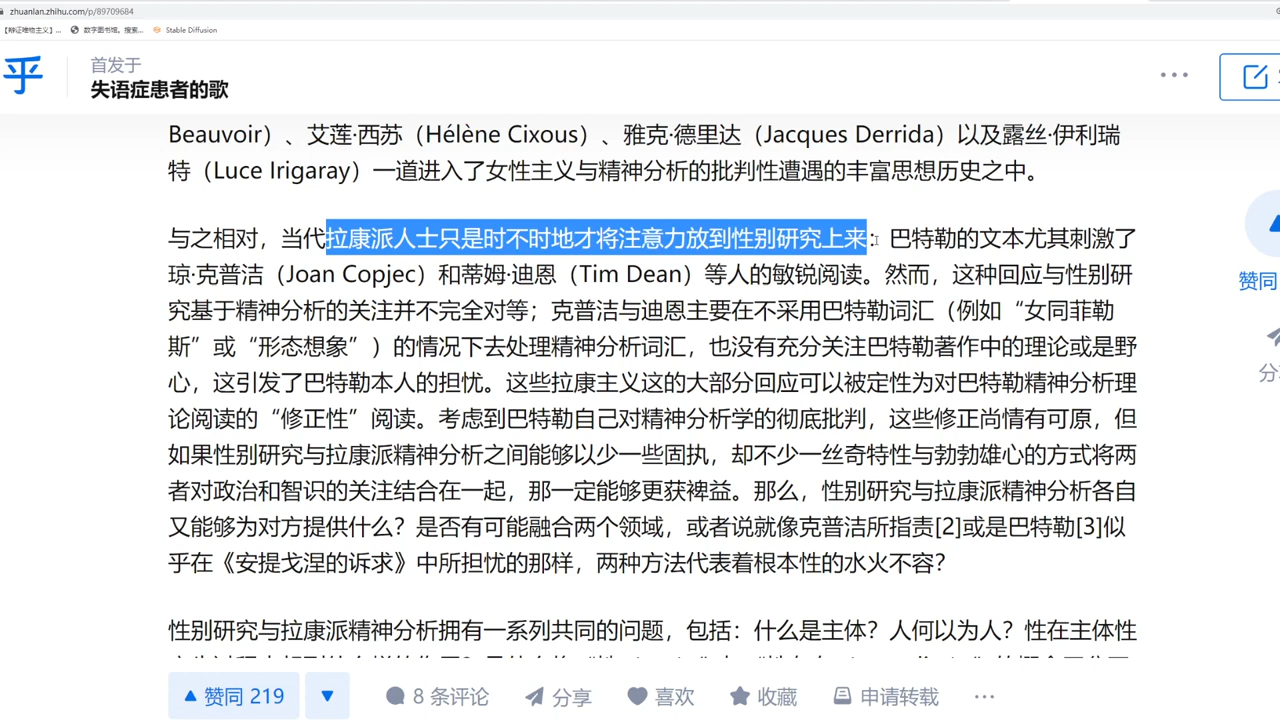 zhuanlan.zhihu.com/p/89709684
【辩证唯物主义】... 数字图书馆。搜索... Stable Diffusion
乎 首发于
失语症患者的歌
Beauvoir）、艾莲·西苏（Hélène Cixous）、雅克·德里达（Jacques Derrida）以及露丝·伊利瑞
特（Luce Irigaray）一道进入了女性主义与精神分析的批判性遭遇的丰富思想历史之中。
与之相对，当代拉康派人士只是时不时地才将注意力放到性别研究上来：巴特勒的文本尤其刺激了
琼·克普洁（Joan Copjec）和蒂姆·迪恩（Tim Dean）等人的敏锐阅读。然而，这种回应与性别研
究基于精神分析的关注并不完全对等；克普洁与迪恩主要在不采用巴特勒词汇（例如“女同菲勒
斯”或“形态想象”）的情况下去处理精神分析词汇，也没有充分关注巴特勒著作中的理论或是野
心，这引发了巴特勒本人的担忧。这些拉康主义这的大部分回应可以被定性为对巴特勒精神分析理
论阅读的“修正性”阅读。考虑到巴特勒自己对精神分析学的彻底批判，这些修正尚情有可原，但
如果性别研究与拉康派精神分析之间能够以少一些固执，却不少一丝奇特性与勃勃雄心的方式将两
者对政治和智识的关注结合在一起，那一定能够更获裨益。那么，性别研究与拉康派精神分析各自
又能够为对方提供什么？是否有可能融合两个领域，或者说就像克普洁所指责[2]或是巴特勒[3]似
乎在《安提戈涅的诉求》中所担忧的那样，两种方法代表着根本性的水火不容？
性别研究与拉康派精神分析拥有一系列共同的问题，包括：什么是主体？人何以为人？性在主体性
赞同
分
赞同 219 8 条评论 分享 喜欢 收藏 申请转载